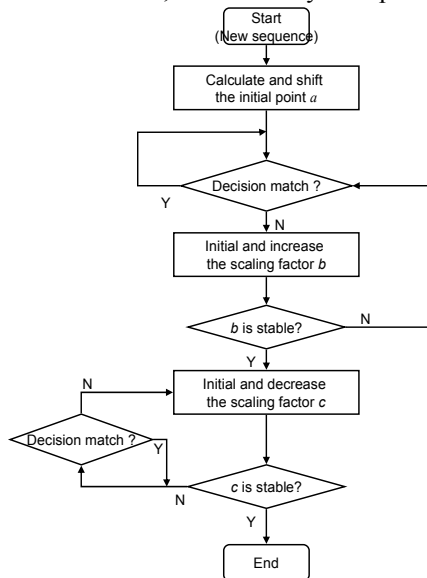 Start
(New sequence)
Calculate and shift
the initial point a
Decision match ?
Y
N
Initial and increase
the scaling factor b
b is stable?
N
Y
N
Initial and decrease
the scaling factor c
Decision match ?
Y
N
c is stable?
Y
End